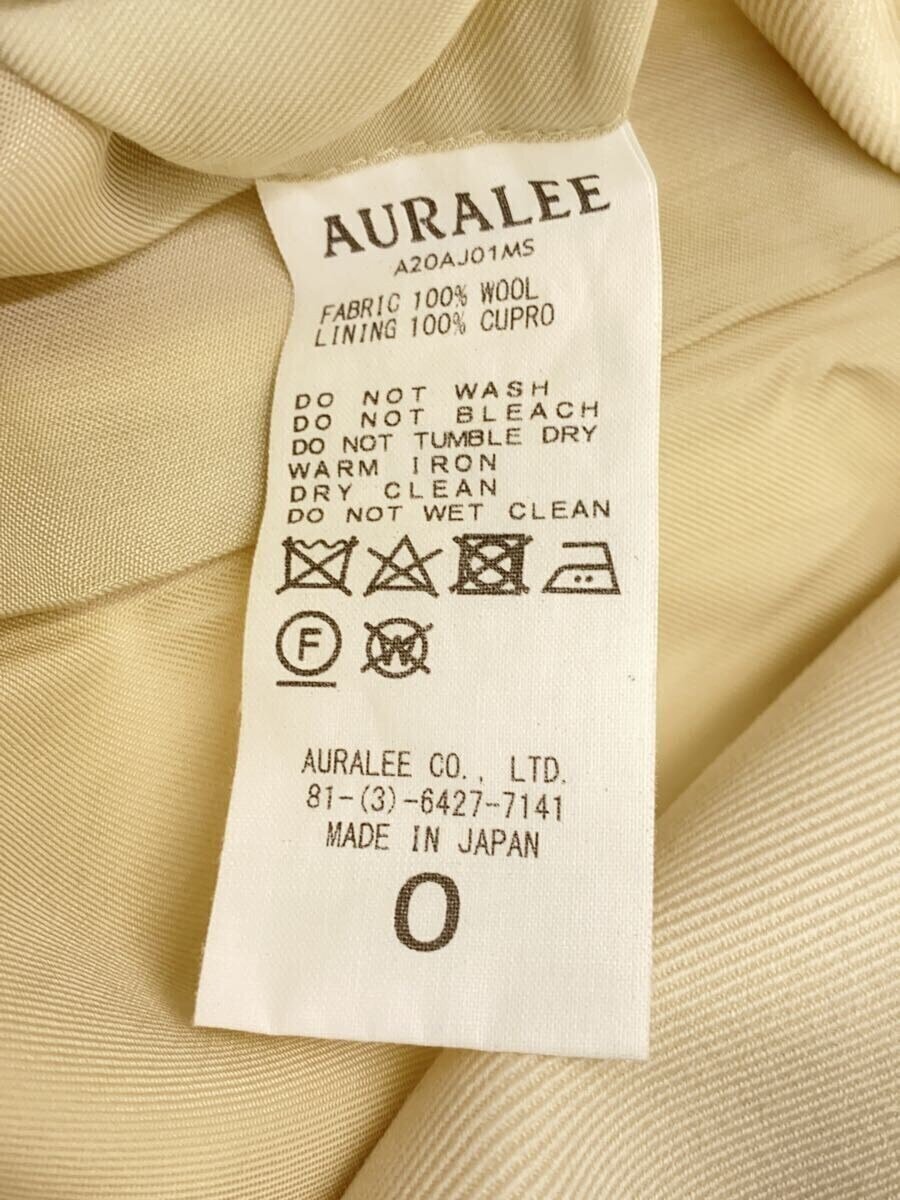 AURALEE
A20AJ01MS
FABRIC 100% WOOL
LINING 100% CUPRO
DO NOT WASH
DO NOT BLEACH
DO NOT TUMBLE DRY
WARM IRON
DRY CLEAN
DO NOT WET CLEAN
F W
AURALEE CO., LTD.
81-(3)-6427-7141
MADE IN JAPAN
0